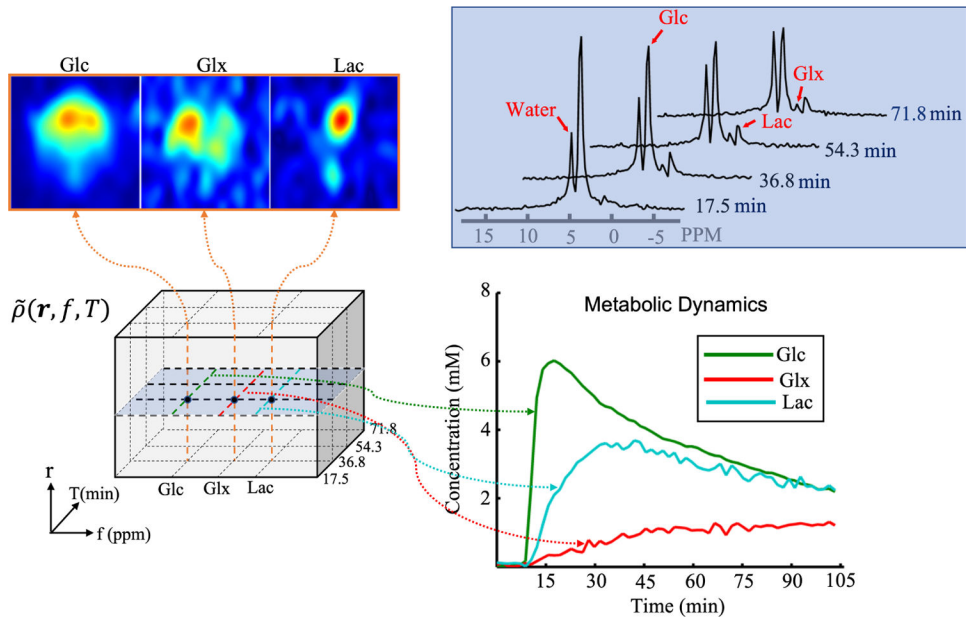 Glc Glx Lac
Glc
Glx
Water
Lac
71.8 min
54.3 min
36.8 min
17.5 min
15 10 5 0 -5 PPM
ρ̃(r, f, T)
71.8
54.3
36.8
17.5
Glc Glx Lac
r
T(min)
f (ppm)
Metabolic Dynamics
Glc
Glx
Lac
Concentration (mM)
8
6
4
2
15 30 45 60 75 90 105
Time (min)